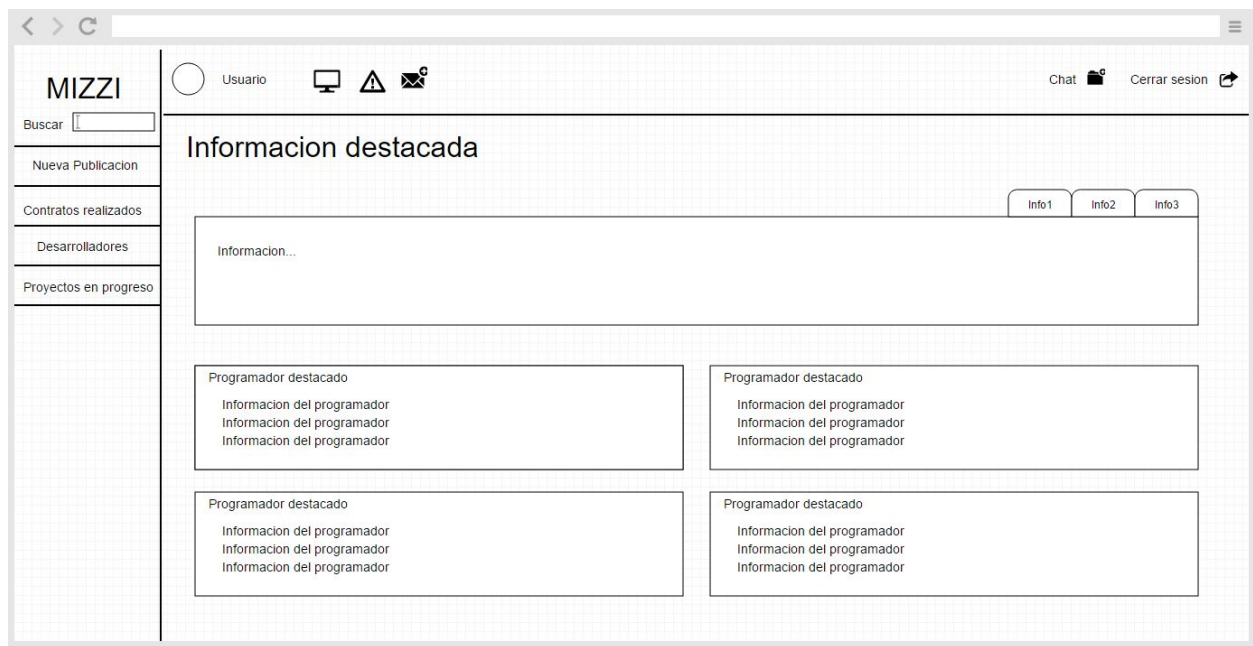 MIZZI
Buscar
Nueva Publicacion
Contratos realizados
Desarrolladores
Proyectos en progreso
Usuario
Chat
Cerrar sesion
Informacion destacada
Info1
Info2
Info3
Informacion...
Programador destacado
Informacion del programador
Informacion del programador
Informacion del programador
Programador destacado
Informacion del programador
Informacion del programador
Informacion del programador
Programador destacado
Informacion del programador
Informacion del programador
Informacion del programador
Programador destacado
Informacion del programador
Informacion del programador
Informacion del programador